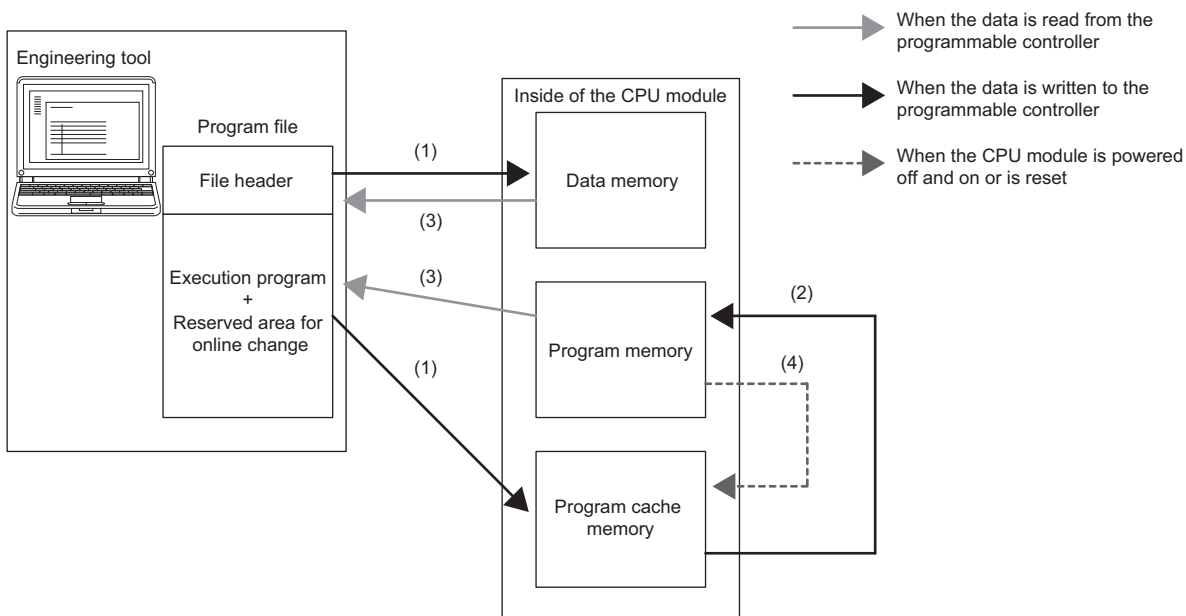 Engineering tool
Program file
File header
Execution program
+
Reserved area for
online change
(1)
(3)
(3)
(1)
Inside of the CPU module
Data memory
Program memory
Program cache
memory
(2)
(4)
When the data is read from the
programmable controller
When the data is written to the
programmable controller
When the CPU module is powered
off and on or is reset